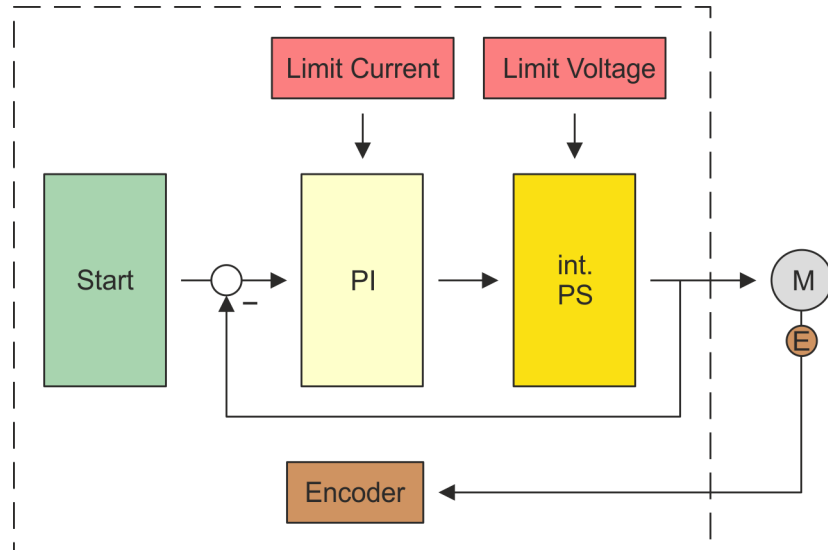 Limit Current
Limit Voltage
Start
–
PI
int.
PS
M
E
Encoder